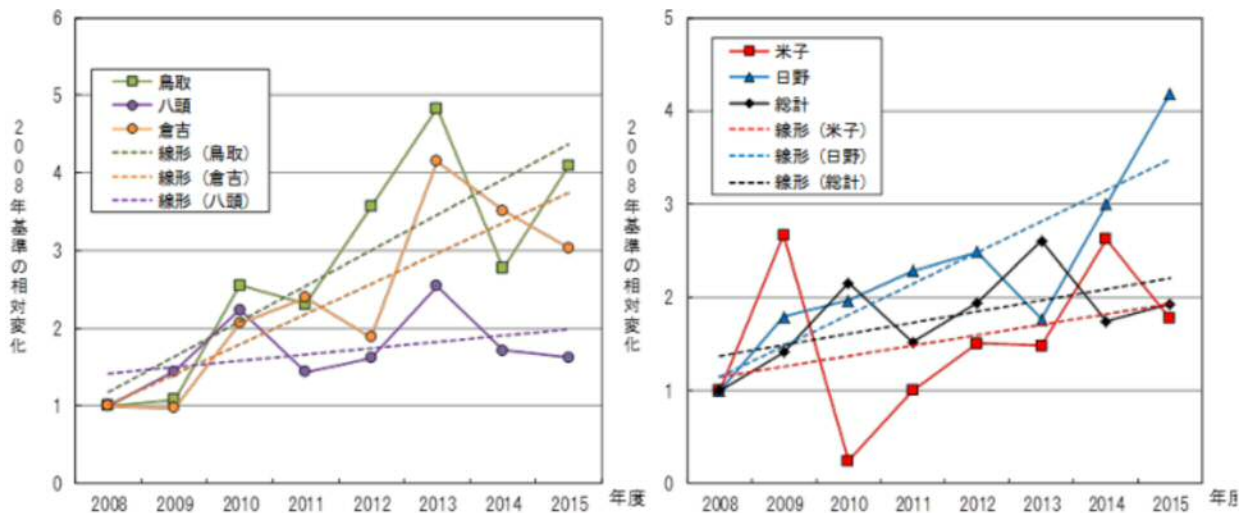 6
5
4
3
2
1
0
2008年基準の相対変化
鳥取
八頭
倉吉
線形（鳥取）
線形（倉吉）
線形（八頭）
2008 2009 2010 2011 2012 2013 2014 2015 年度
5
4
3
2
1
0
2008年基準の相対変化
米子
日野
総計
線形（米子）
線形（日野）
線形（総計）
2008 2009 2010 2011 2012 2013 2014 2015 年度